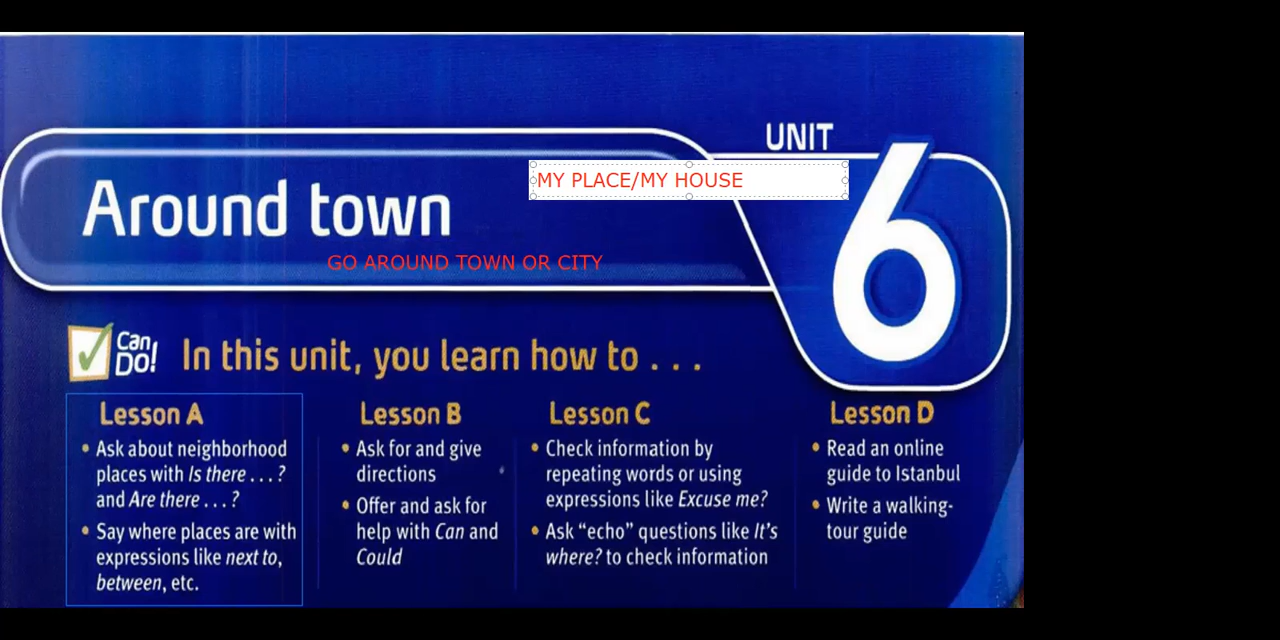 UNIT
6
MY PLACE/MY HOUSE
Around town
GO AROUND TOWN OR CITY
Can
DO!
In this unit, you learn how to . . .
Lesson A
• Ask about neighborhood
places with Is there . . . ?
and Are there . . . ?
• Say where places are with
expressions like next to,
between, etc.
Lesson B
• Ask for and give
directions
• Offer and ask for
help with Can and
Could
Lesson C
• Check information by
repeating words or using
expressions like Excuse me?
• Ask “echo” questions like It’s
where? to check information
Lesson D
• Read an online
guide to Istanbul
• Write a walking-
tour guide